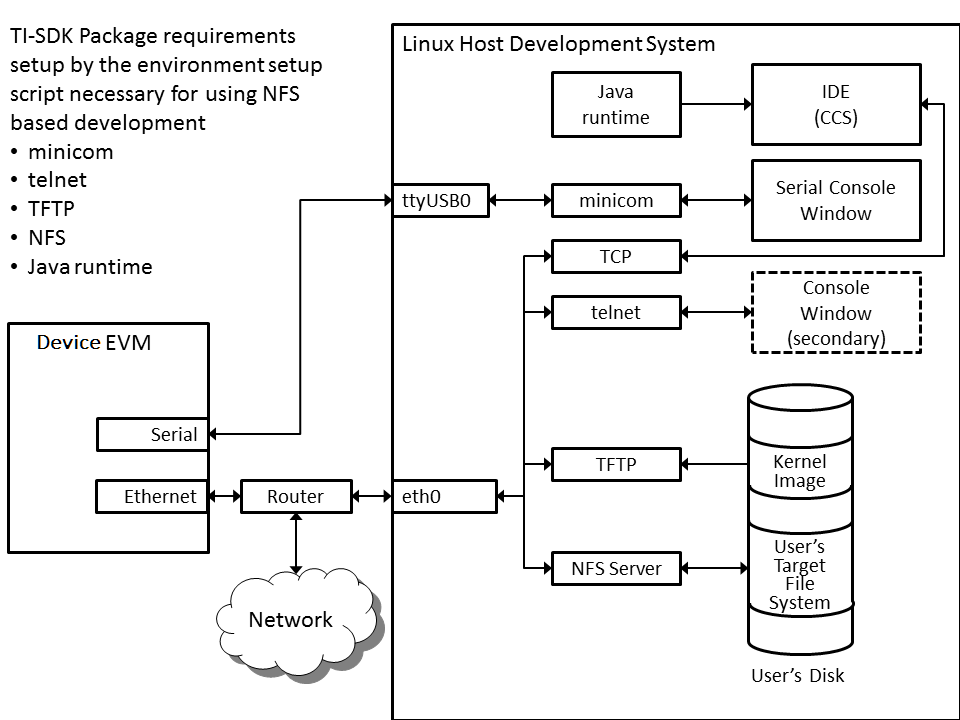 TI-SDK Package requirements
setup by the environment setup
script necessary for using NFS
based development
• minicom
• telnet
• TFTP
• NFS
• Java runtime
Linux Host Development System
Java
runtime
IDE
(CCS)
ttyUSB0
minicom
Serial Console
Window
TCP
telnet
Console
Window
(secondary)
Device EVM
Serial
Ethernet
Router
eth0
TFTP
Kernel
Image
NFS Server
User’s
Target
File
System
Network
User’s Disk